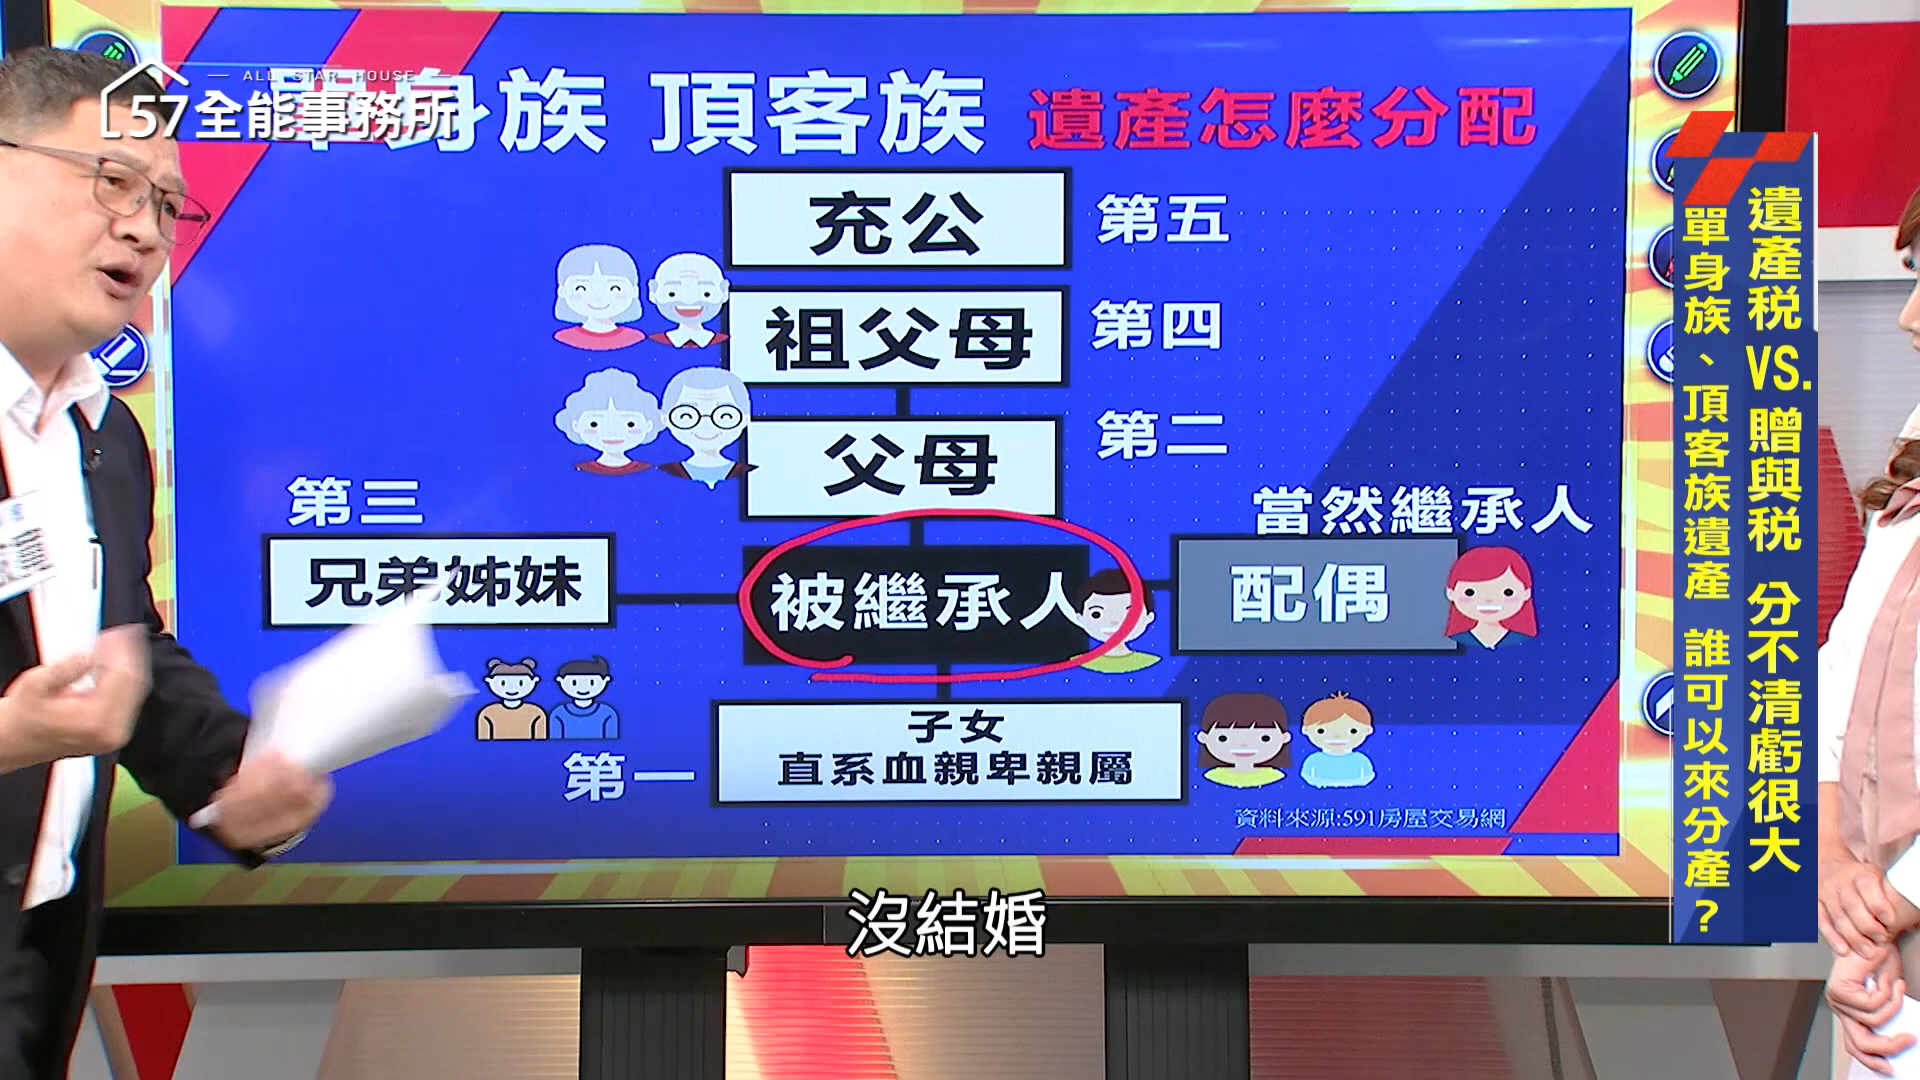 ALL STAR HOUSE
57全能事務所
單身族 頂客族 遺產怎麼分配
充公 第五
祖父母 第四
父母 第二
第三
兄弟姊妹
被繼承人
當然繼承人
配偶
第一
子女
直系血親卑親屬
資料來源:591房屋交易網
遺產稅 VS. 贈與稅 分不清虧很大
單身族、頂客族遺產 誰可以來分產?
沒結婚